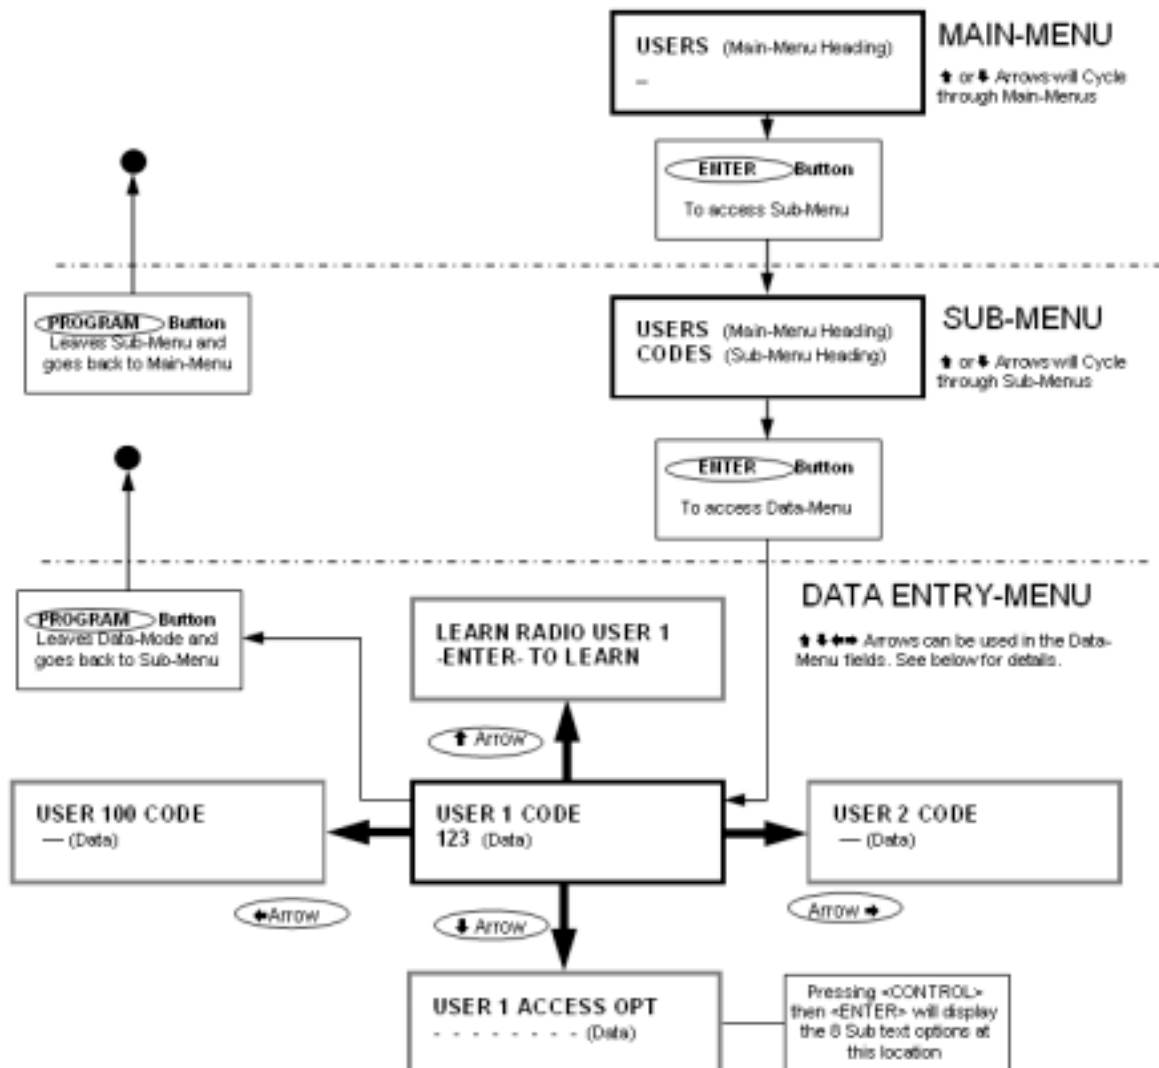 USERS (Main-Menu Heading)
_
MAIN-MENU
⬆ or ⬇ Arrows will Cycle
through Main-Menus
ENTER Button
To access Sub-Menu
PROGRAM Button
Leaves Sub-Menu and
goes back to Main-Menu
USERS (Main-Menu Heading)
CODES (Sub-Menu Heading)
SUB-MENU
⬆ or ⬇ Arrows will Cycle
through Sub-Menus
ENTER Button
To access Data-Menu
DATA ENTRY-MENU
⬆ ⬇ ⬅ ➡ Arrows can be used in the Data-
Menu fields. See below for details.
PROGRAM Button
Leaves Data-Mode and
goes back to Sub-Menu
LEARN RADIO USER 1
-ENTER- TO LEARN
⬆ Arrow
USER 100 CODE
— (Data)
USER 1 CODE
123 (Data)
USER 2 CODE
— (Data)
⬅Arrow
⬇ Arrow
Arrow ➡
USER 1 ACCESS OPT
- - - - - - - - (Data)
Pressing <CONTROL>
then <ENTER> will display
the 8 Sub text options at
this location